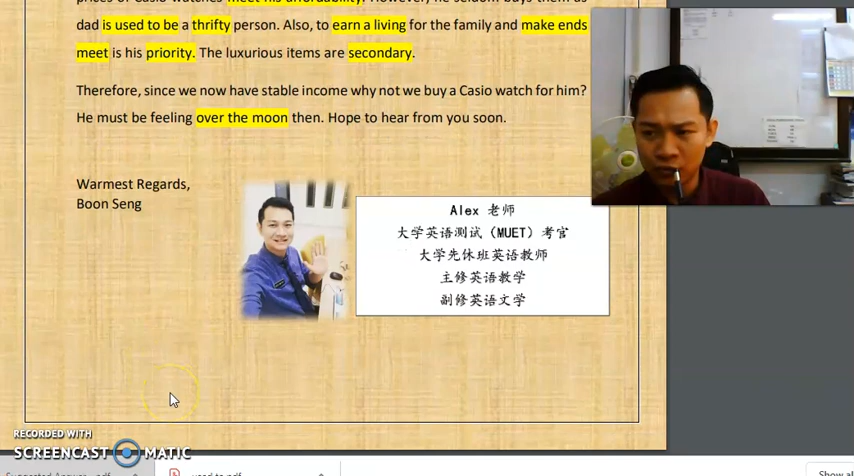 dad is used to be a thrifty person. Also, to earn a living for the family and make ends
meet is his priority. The luxurious items are secondary.
Therefore, since we now have stable income why not we buy a Casio watch for him?
He must be feeling over the moon then. Hope to hear from you soon.
Warmest Regards,
Boon Seng
Alex 老师
大学英语测试（MUET）考官
大学先休班英语教师
主修英语教学
副修英语文学
RECORDED WITH
SCREENCAST MATIC